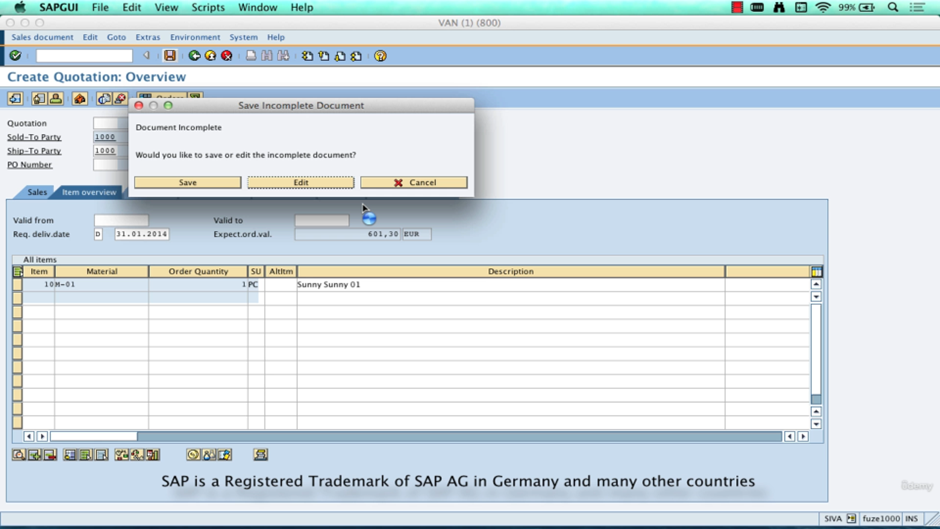 SAPGUI File Edit View Scripts Window Help 99%
VAN (1) (800)
Sales document Edit Goto Extras Environment System Help
Create Quotation: Overview
Orders
Save Incomplete Document
Document Incomplete
Would you like to save or edit the incomplete document?
Save Edit Cancel
Quotation
Sold-To Party 1000
Ship-To Party 1000
PO Number
Sales Item overview
Valid from Valid to
Req. deliv.date D 31.01.2014 Expect.ord.val. 601,30 EUR
All items
Item Material Order Quantity SU AltItm Description
10 M-01 1 PC Sunny Sunny 01
SAP is a Registered Trademark of SAP AG in Germany and many other countries
Udemy
SIVA fuze1000 INS